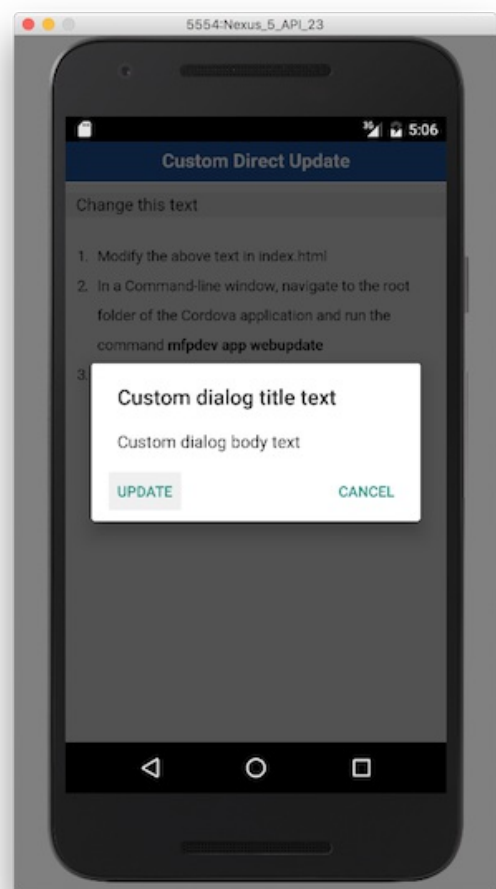 5554:Nexus_5_API_23
3G 5:06
Custom Direct Update
Change this text
1. Modify the above text in index.html
2. In a Command-line window, navigate to the root
folder of the Cordova application and run the
command mfpdev app webupdate
3.
Custom dialog title text
Custom dialog body text
UPDATE CANCEL